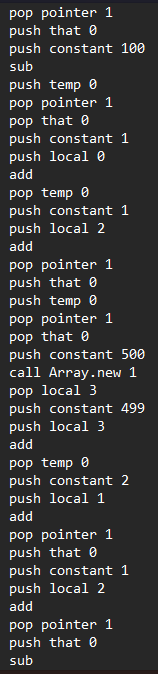 pop pointer 1
push that 0
push constant 100
sub
push temp 0
pop pointer 1
pop that 0
push constant 1
push local 0
add
pop temp 0
push constant 1
push local 2
add
pop pointer 1
push that 0
push temp 0
pop pointer 1
pop that 0
push constant 500
call Array.new 1
pop local 3
push constant 499
push local 3
add
pop temp 0
push constant 2
push local 1
add
pop pointer 1
push that 0
push constant 1
push local 2
add
pop pointer 1
push that 0
sub